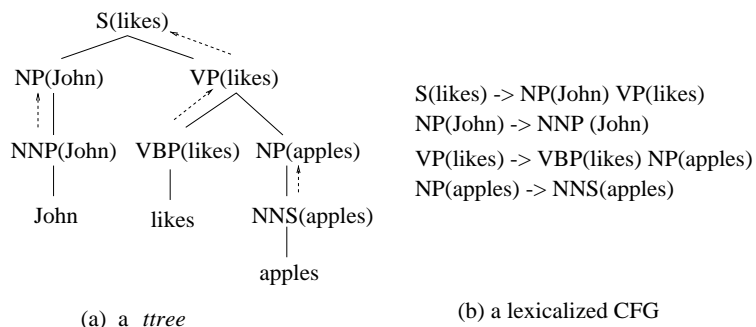 S(likes)
NP(John) VP(likes)
NNP(John) VBP(likes) NP(apples)
John likes NNS(apples)
apples
(a) a ttree
S(likes) -> NP(John) VP(likes)
NP(John) -> NNP (John)
VP(likes) -> VBP(likes) NP(apples)
NP(apples) -> NNS(apples)
(b) a lexicalized CFG